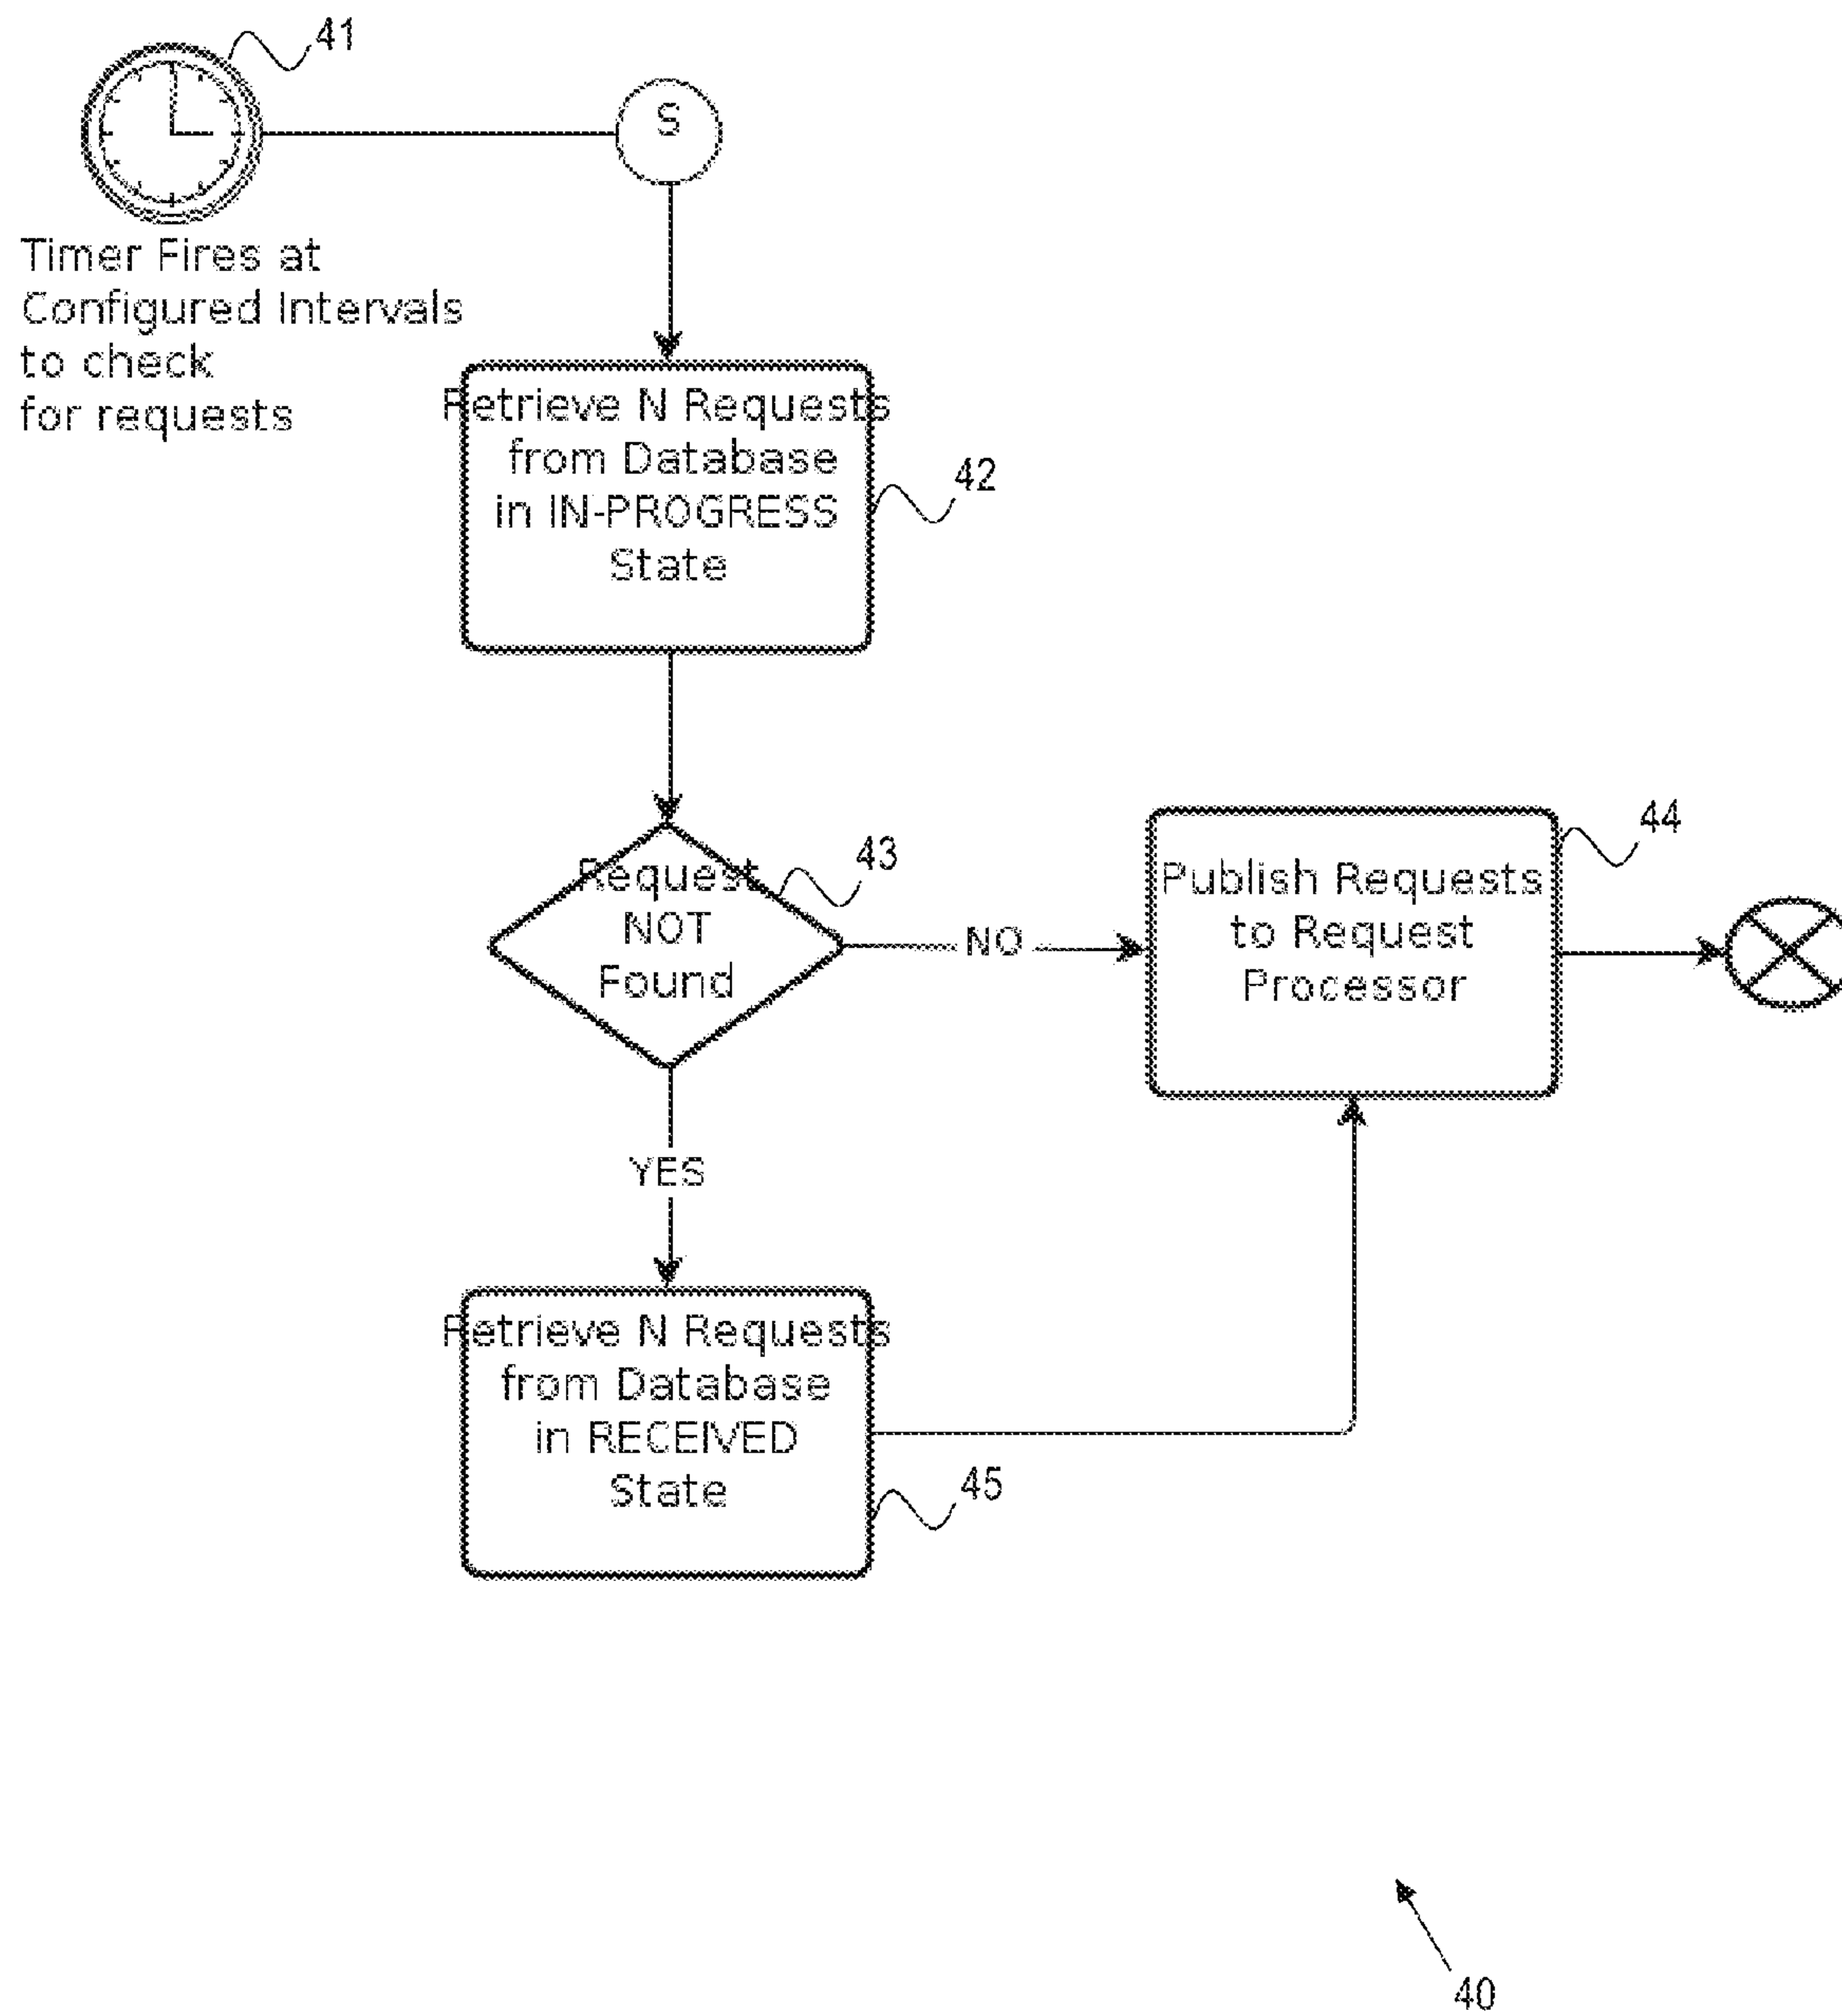 41
S
Timer Fires at
Configured Intervals
to check
for requests
Retrieve N Requests
from Database
in IN-PROGRESS
State
42
Request
NOT
Found
43
NO
Publish Requests
to Request
Processor
44
YES
Retrieve N Requests
from Database
in RECEIVED
State
45
40